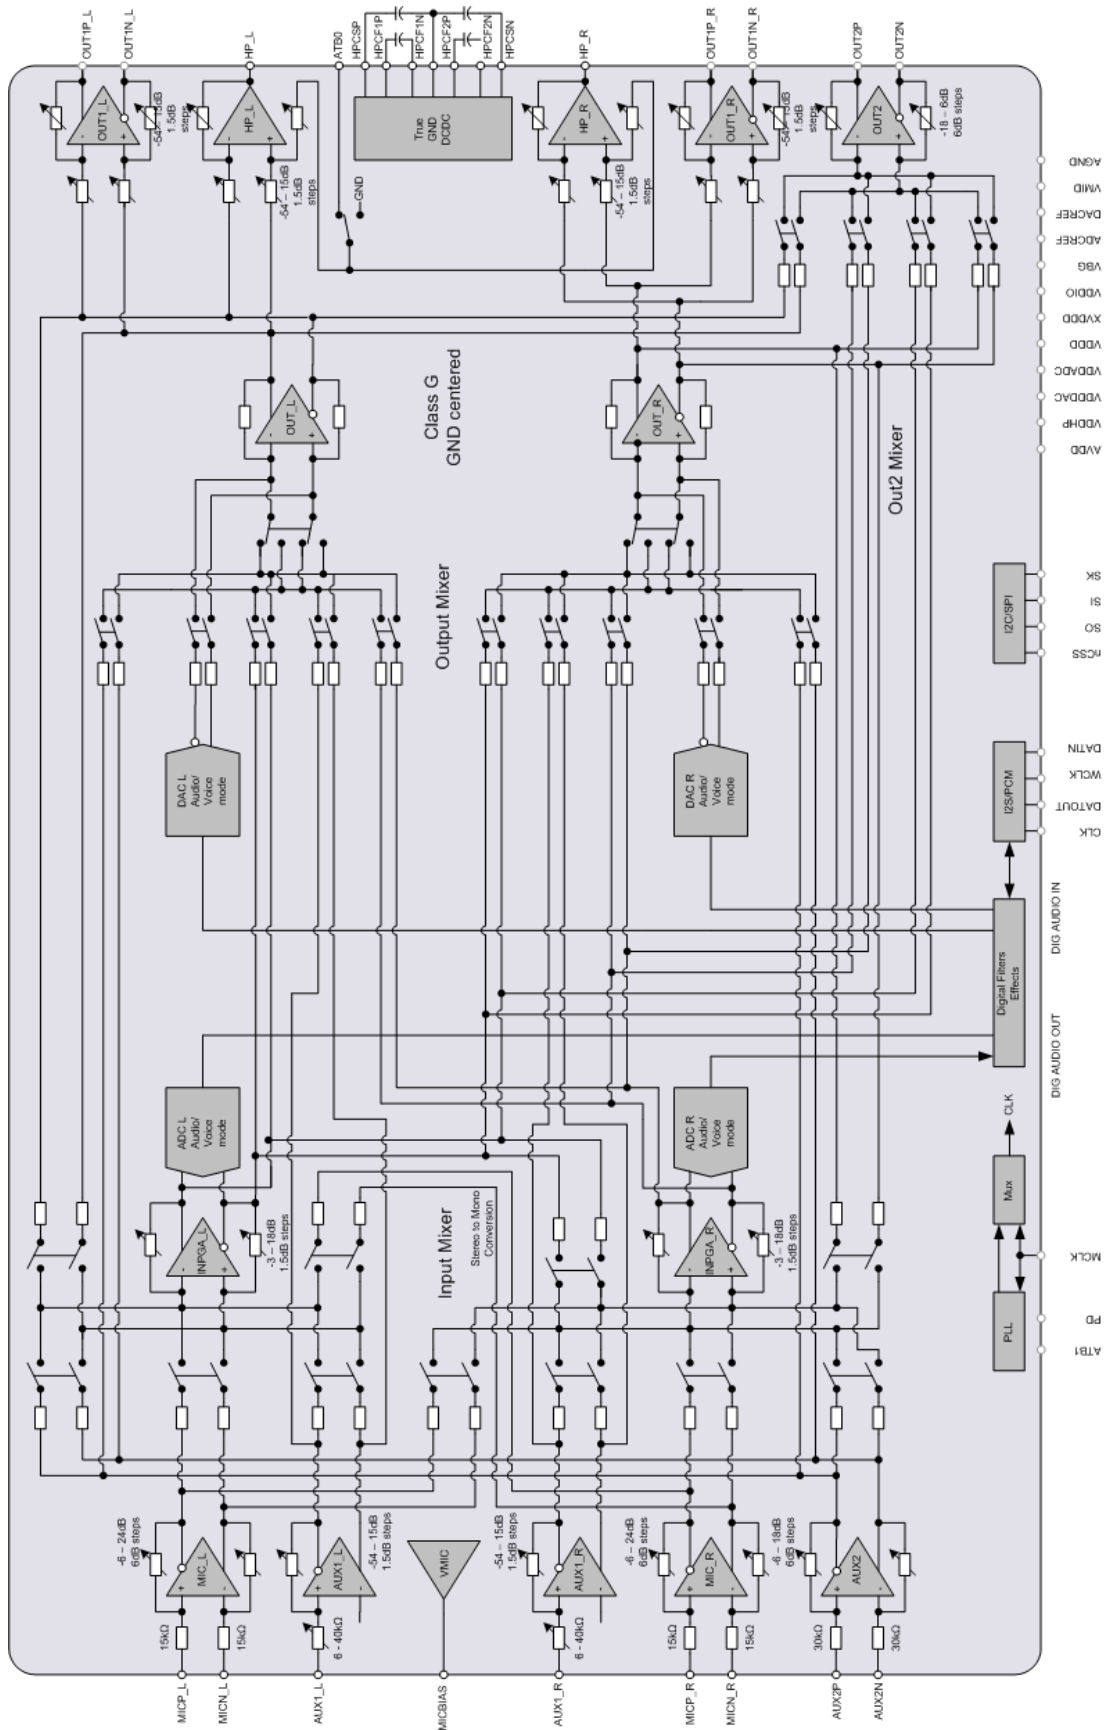 OUT1P_L
OUT1N_L
HP_L
ATB0
HPCSP
HPCF1P
HPCF1N
HPCF2P
HPCF2N
HPCSN
HP_R
OUT1P_R
OUT1N_R
OUT2P
OUT2N
OUT1_L
-54 – 15dB
1.5dB
steps
HP_L
-54 – 15dB
1.5dB
steps
True
GND
DCDC
GND
HP_R
-54 – 15dB
1.5dB
steps
OUT1_R
-54 – 15dB
1.5dB
steps
OUT2
-18 – 6dB
6dB steps
AGND
VMID
DACREF
ADCREF
VBG
VDDIO
XVDDD
VDDD
VDDADC
VDDDAC
VDDHP
AVDD
OUT_L
Class G
GND centered
OUT_R
Out2 Mixer
Output Mixer
I2C/SPI
SK
SI
SO
nCSS
DAC L
Audio/
Voice
mode
DAC R
Audio/
Voice
mode
I2S/PCM
DATIN
WCLK
DATOUT
CLK
DIG AUDIO IN
Digital Filters
Effects
DIG AUDIO OUT
ADC L
Audio/
Voice
mode
ADC R
Audio/
Voice
mode
CLK
Mux
PLL
MCLK
PD
ATB1
INPGA_L
-3 – 18dB
1.5dB steps
Input Mixer
Stereo to Mono
Conversion
INPGA_R
-3 – 18dB
1.5dB steps
-6 – 24dB
6dB steps
MIC_L
15kΩ
15kΩ
-54 – 15dB
1.5dB steps
AUX1_L
6 - 40kΩ
VMIC
-54 – 15dB
1.5dB steps
AUX1_R
6 - 40kΩ
-6 – 24dB
6dB steps
MIC_R
15kΩ
15kΩ
-6 – 18dB
6dB steps
AUX2
30kΩ
30kΩ
MICP_L
MICN_L
AUX1_L
MICBIAS
AUX1_R
MICP_R
MICN_R
AUX2P
AUX2N